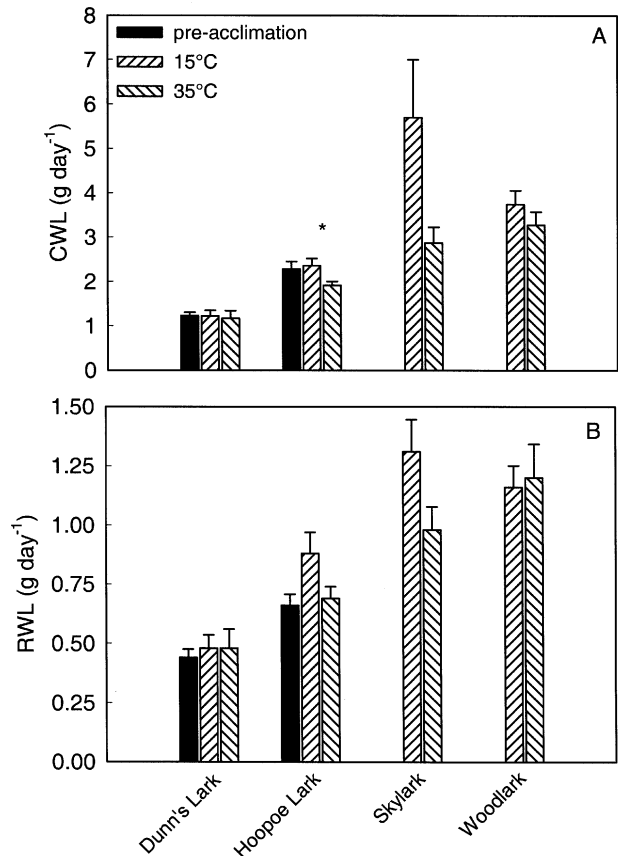 8
7
6
5
4
3
2
1
0
CWL (g day⁻¹)
pre-acclimation
15°C
35°C
A
*
1.50
1.25
1.00
0.75
0.50
0.25
0.00
RWL (g day⁻¹)
B
Dunn's Lark
Hoopoe Lark
Skylark
Woodlark